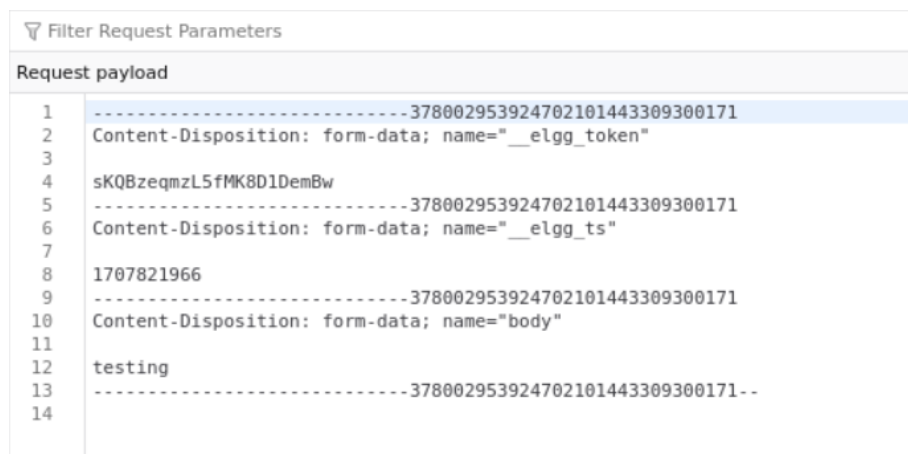 Filter Request Parameters
Request payload
1 -----------------------------378002953924702101443309300171
2 Content-Disposition: form-data; name="__elgg_token"
3
4 sKQBzeqmzL5fMK8D1DemBw
5 -----------------------------378002953924702101443309300171
6 Content-Disposition: form-data; name="__elgg_ts"
7
8 1707821966
9 -----------------------------378002953924702101443309300171
10 Content-Disposition: form-data; name="body"
11
12 testing
13 -----------------------------378002953924702101443309300171--
14